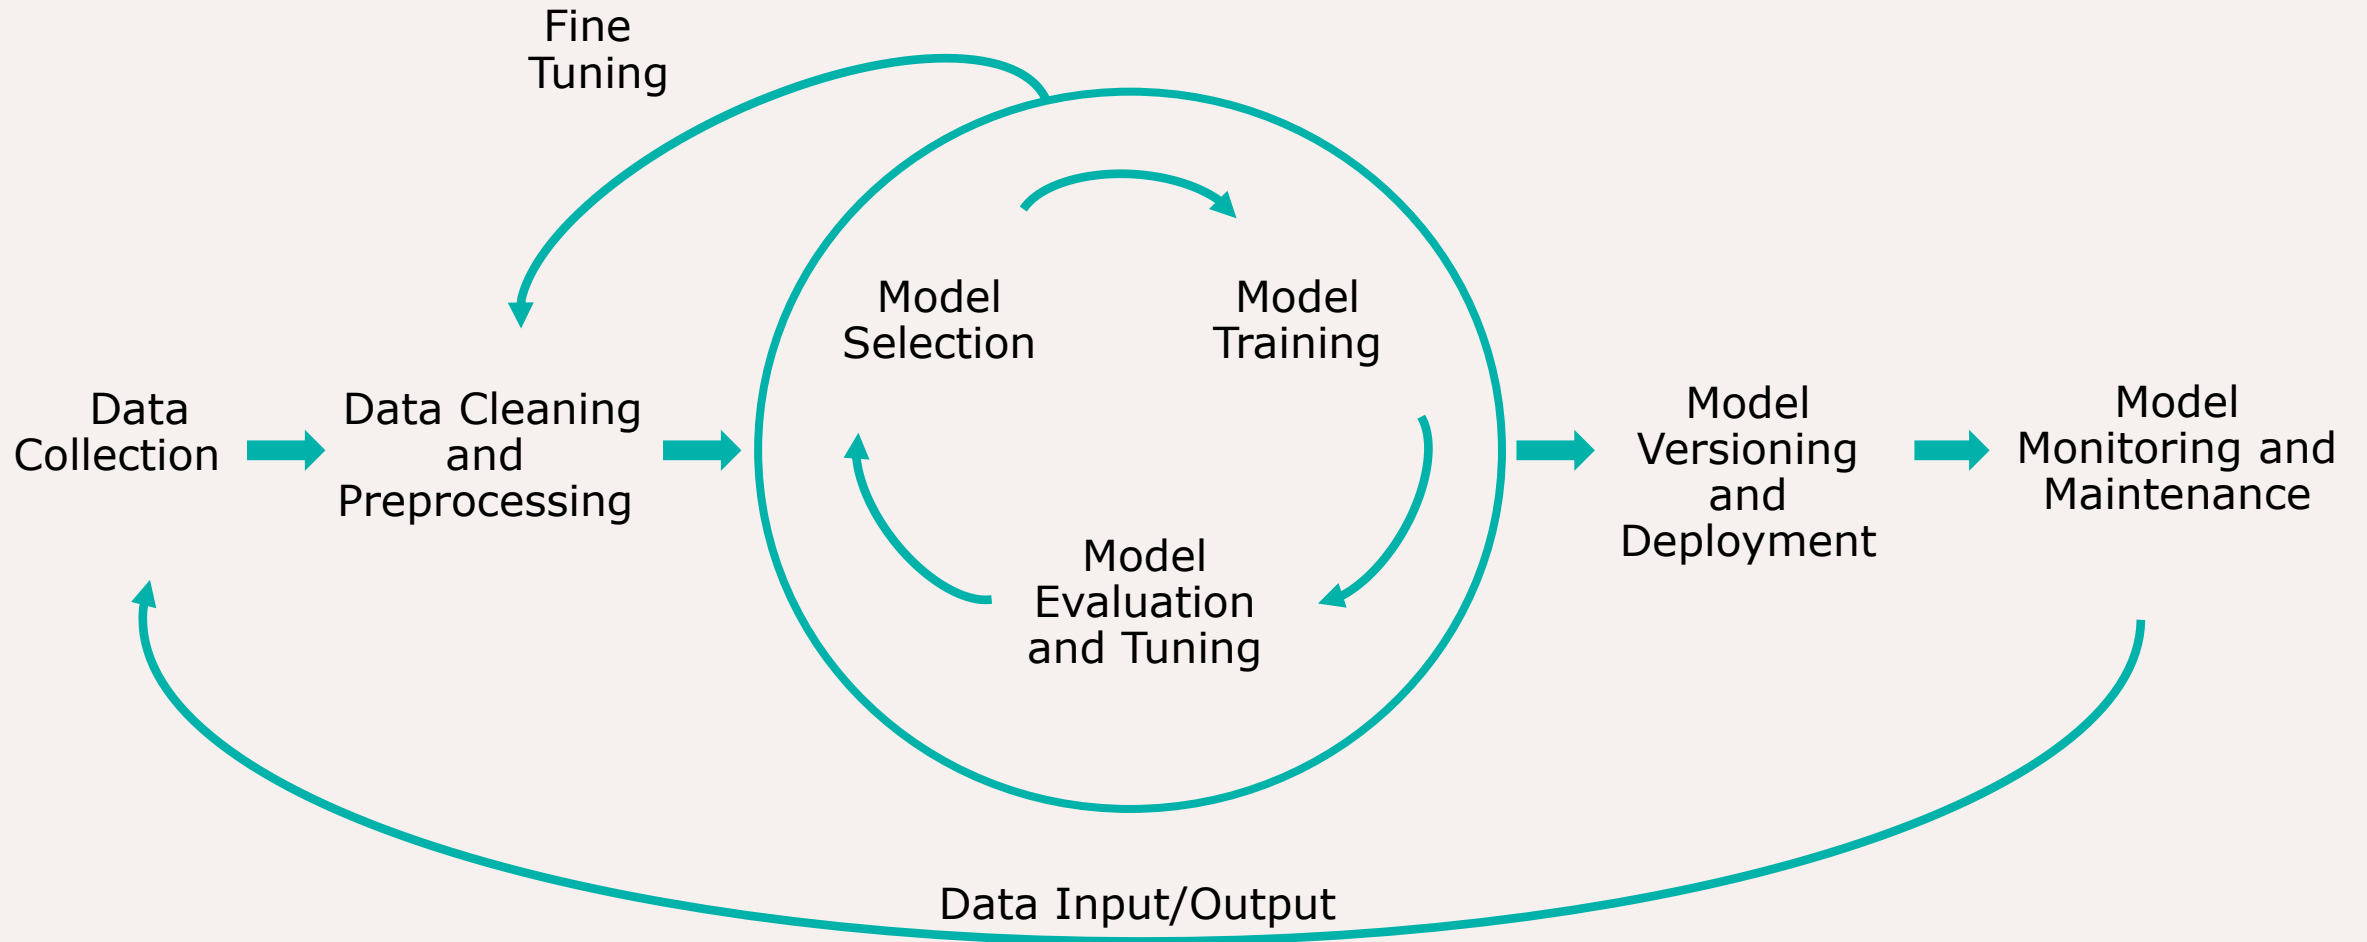 Fine
Tuning
Model
Selection
Model
Training
Data
Collection
Data Cleaning
and
Preprocessing
Model
Evaluation
and Tuning
Model
Versioning
and
Deployment
Model
Monitoring and
Maintenance
Data Input/Output